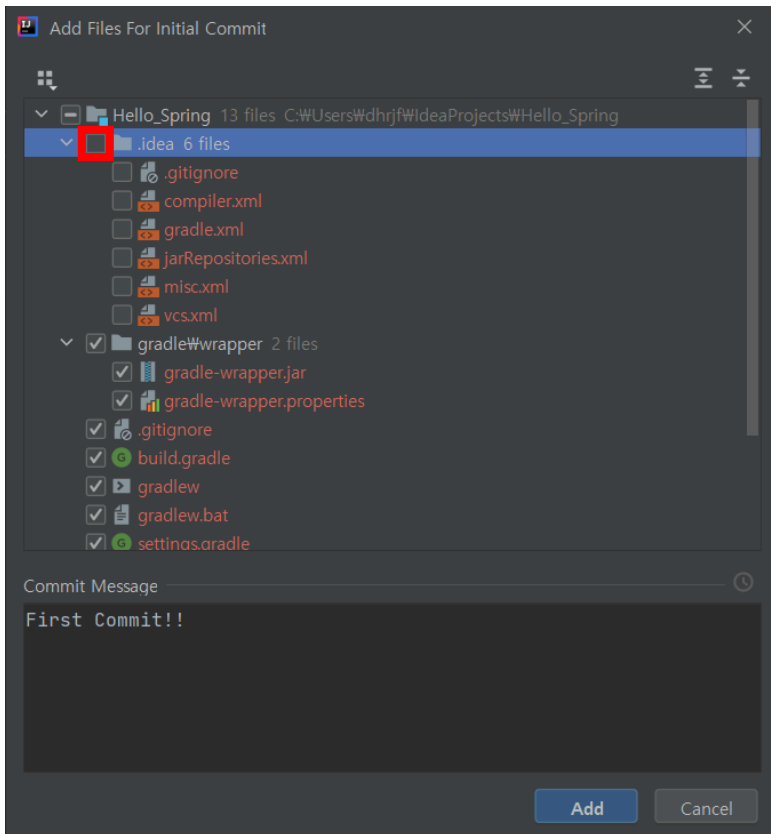 Add Files For Initial Commit
Hello_Spring 13 files C:₩Users₩dhrjf₩IdeaProjects₩Hello_Spring
.idea 6 files
.gitignore
compiler.xml
gradle.xml
jarRepositories.xml
misc.xml
vcs.xml
gradle₩wrapper 2 files
gradle-wrapper.jar
gradle-wrapper.properties
.gitignore
build.gradle
gradlew
gradlew.bat
settings.gradle
Commit Message
First Commit!!
Add Cancel